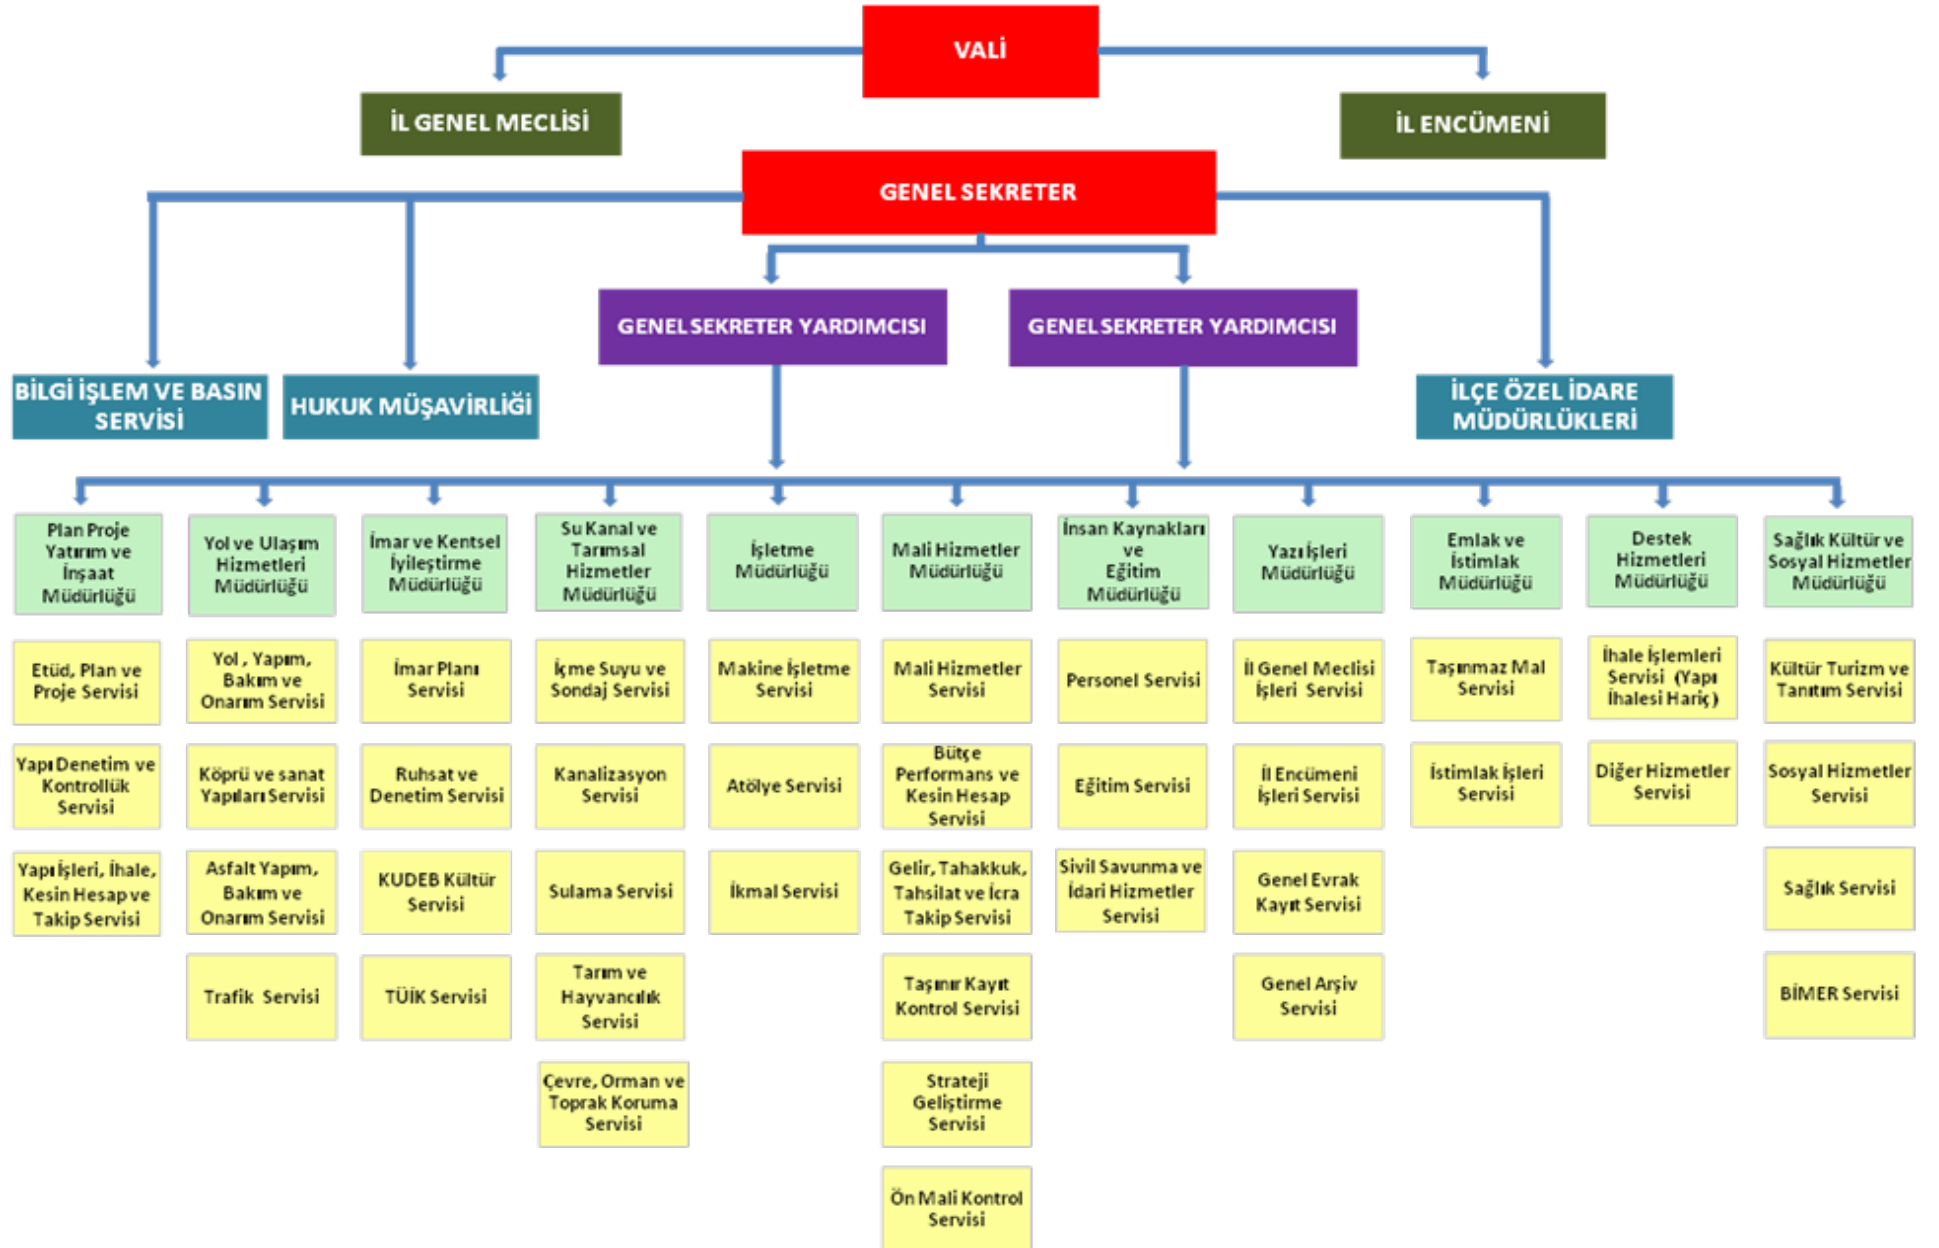 VALİ
İL GENEL MECLİSİ
İL ENCÜMENİ
GENEL SEKRETER
GENEL SEKRETER YARDIMCISI
GENEL SEKRETER YARDIMCISI
BİLGİ İŞLEM VE BASIN
SERVİSİ
HUKUK MÜŞAVİRLİĞİ
İLÇE ÖZEL İDARE
MÜDÜRLÜKLERİ
Plan Proje
Yatırım ve
İnşaat
Müdürlüğü
Yol ve Ulaşım
Hizmetleri
Müdürlüğü
İmar ve Kentsel
İyileştirme
Müdürlüğü
Su Kanal ve
Tarımsal
Hizmetler
Müdürlüğü
İşletme
Müdürlüğü
Mali Hizmetler
Müdürlüğü
İnsan Kaynakları
ve
Eğitim
Müdürlüğü
Yazı İşleri
Müdürlüğü
Emlak ve
İstimlak
Müdürlüğü
Destek
Hizmetleri
Müdürlüğü
Sağlık Kültür ve
Sosyal Hizmetler
Müdürlüğü
Etüd, Plan ve
Proje Servisi
Yol , Yapım,
Bakım ve
Onarım Servisi
İmar Planı
Servisi
İçme Suyu ve
Sondaj Servisi
Makine İşletme
Servisi
Mali Hizmetler
Servisi
Personel Servisi
İl Genel Meclisi
İşleri Servisi
Taşınmaz Mal
Servisi
İhale İşlemleri
Servisi (Yapı
İhalesi Hariç)
Kültür Turizm ve
Tanıtım Servisi
Yapı Denetim ve
Kontrollük
Servisi
Köprü ve sanat
Yapıları Servisi
Ruhsat ve
Denetim Servisi
Kanalizasyon
Servisi
Atölye Servisi
Bütçe
Performans ve
Kesin Hesap
Servisi
Eğitim Servisi
İl Encümeni
İşleri Servisi
İstimlak İşleri
Servisi
Diğer Hizmetler
Servisi
Sosyal Hizmetler
Servisi
Yapı İşleri, İhale,
Kesin Hesap ve
Takip Servisi
Asfalt Yapım,
Bakım ve
Onarım Servisi
KUDEB Kültür
Servisi
Sulama Servisi
İkmal Servisi
Gelir, Tahakkuk,
Tahsilat ve İcra
Takip Servisi
Sivil Savunma ve
İdari Hizmetler
Servisi
Genel Evrak
Kayıt Servisi
Sağlık Servisi
Trafik Servisi
TÜİK Servisi
Tarım ve
Hayvancılık
Servisi
Taşınır Kayıt
Kontrol Servisi
Genel Arşiv
Servisi
BİMER Servisi
Çevre, Orman ve
Toprak Koruma
Servisi
Strateji
Geliştirme
Servisi
Ön Mali Kontrol
Servisi